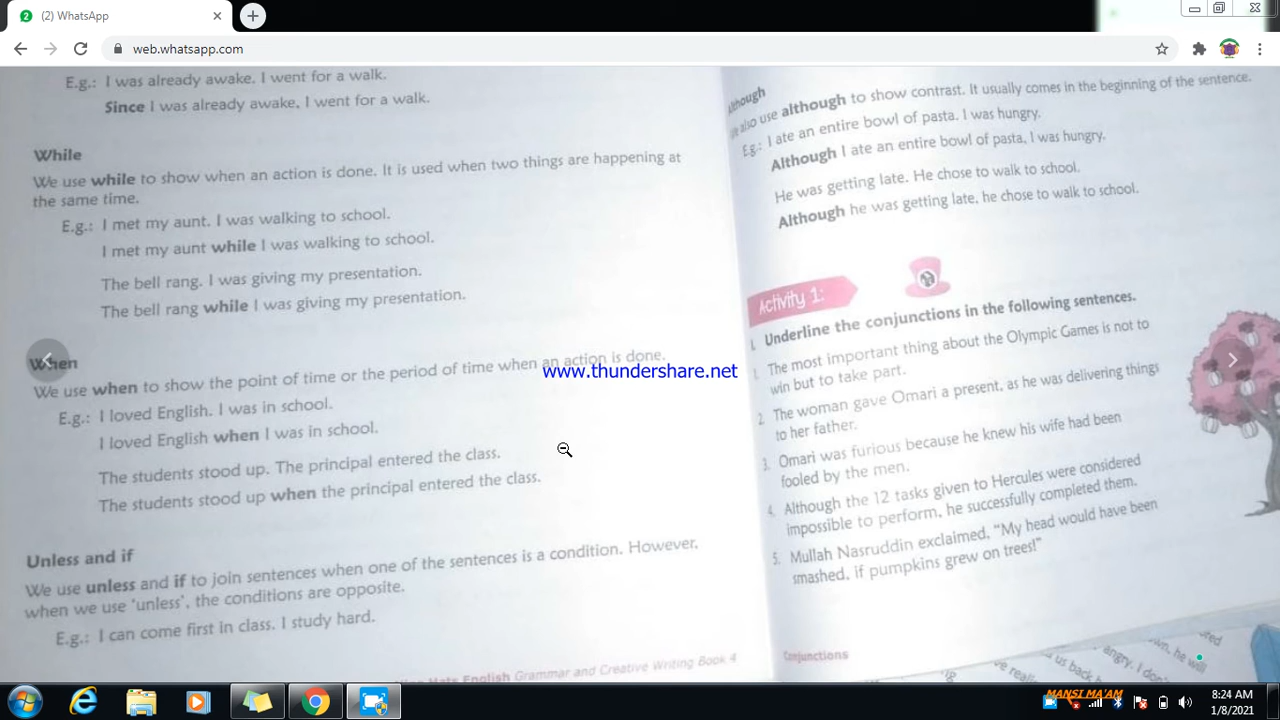 (2) WhatsApp
web.whatsapp.com
E.g.: I was already awake. I went for a walk.
Since I was already awake, I went for a walk.
While
We use while to show when an action is done. It is used when two things are happening at
the same time.
E.g.: I met my aunt. I was walking to school.
I met my aunt while I was walking to school.
The bell rang. I was giving my presentation.
The bell rang while I was giving my presentation.
When
We use when to show the point of time or the period of time when an action is done.
E.g.: I loved English. I was in school.
I loved English when I was in school.
The students stood up. The principal entered the class.
The students stood up when the principal entered the class.
Unless and if
We use unless and if to join sentences when one of the sentences is a condition. However,
when we use 'unless', the conditions are opposite.
E.g.: I can come first in class. I study hard.
English Grammar and Creative Writing Book 4
Although
We also use although to show contrast. It usually comes in the beginning of the sentence.
E.g.: I ate an entire bowl of pasta. I was hungry.
Although I ate an entire bowl of pasta, I was hungry.
He was getting late. He chose to walk to school.
Although he was getting late, he chose to walk to school.
Activity 1:
I. Underline the conjunctions in the following sentences.
1. The most important thing about the Olympic Games is not to
win but to take part.
2. The woman gave Omari a present, as he was delivering things
to her father.
3. Omari was furious because he knew his wife had been
fooled by the men.
4. Although the 12 tasks given to Hercules were considered
impossible to perform, he successfully completed them.
5. Mullah Nasruddin exclaimed, "My head would have been
smashed, if pumpkins grew on trees!"
Conjunctions
www.thundershare.net
us back
angry. I don't
he will
MANSI MA'AM
8:24 AM
1/8/2021